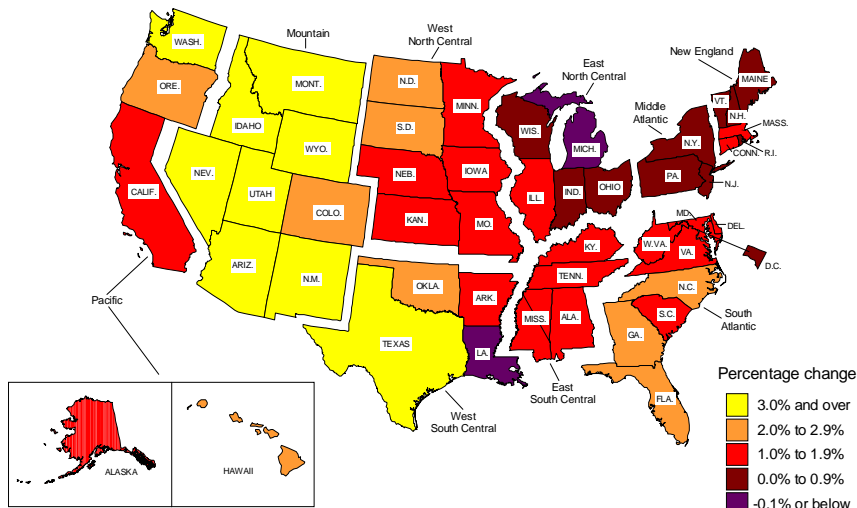 West
North Central
Mountain
East
North Central
New England
Middle
Atlantic
WASH.
MONT.
N.D.
MINN.
MAINE
VT.
N.H.
MASS.
ORE.
IDAHO
S.D.
WIS.
MICH.
N.Y.
CONN.
R.I.
WYO.
NEV.
UTAH
CALIF.
COLO.
NEB.
IOWA
ILL.
IND.
OHIO
PA.
N.J.
KAN.
MO.
KY.
W.VA.
VA.
MD.
DEL.
D.C.
ARIZ.
N.M.
OKLA.
ARK.
TENN.
N.C.
S.C.
MISS.
ALA.
GA.
TEXAS
LA.
FLA.
Pacific
South
Atlantic
East
South Central
West
South Central
ALASKA
HAWAII
Percentage change
3.0% and over
2.0% to 2.9%
1.0% to 1.9%
0.0% to 0.9%
-0.1% or below